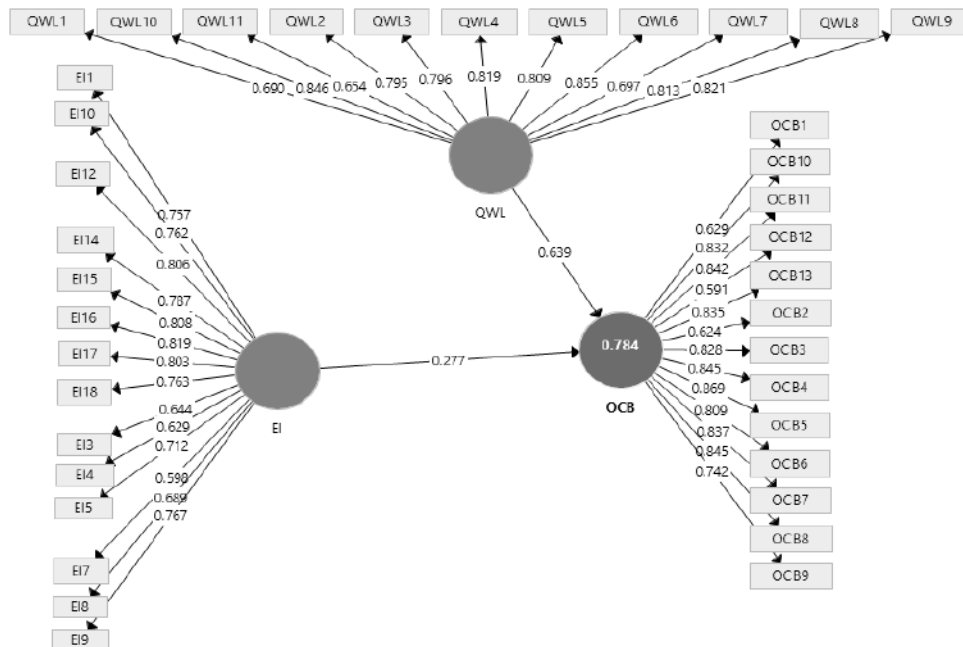 QWL1 QWL10 QWL11 QWL2 QWL3 QWL4 QWL5 QWL6 QWL7 QWL8 QWL9
0.690 0.846 0.654 0.795 0.796 0.819 0.809 0.855 0.697 0.813 0.821
QWL
0.639
EI1
EI10
EI12
EI14
EI15
EI16
EI17
EI18
EI3
EI4
EI5
EI7
EI8
EI9
0.757
0.762
0.806
0.787
0.808
0.819
0.803
0.763
0.644
0.629
0.712
0.598
0.689
0.767
EI
0.277
0.784
OCB
0.629
0.832
0.842
0.591
0.835
0.624
0.828
0.845
0.869
0.809
0.837
0.845
0.742
OCB1
OCB10
OCB11
OCB12
OCB13
OCB2
OCB3
OCB4
OCB5
OCB6
OCB7
OCB8
OCB9